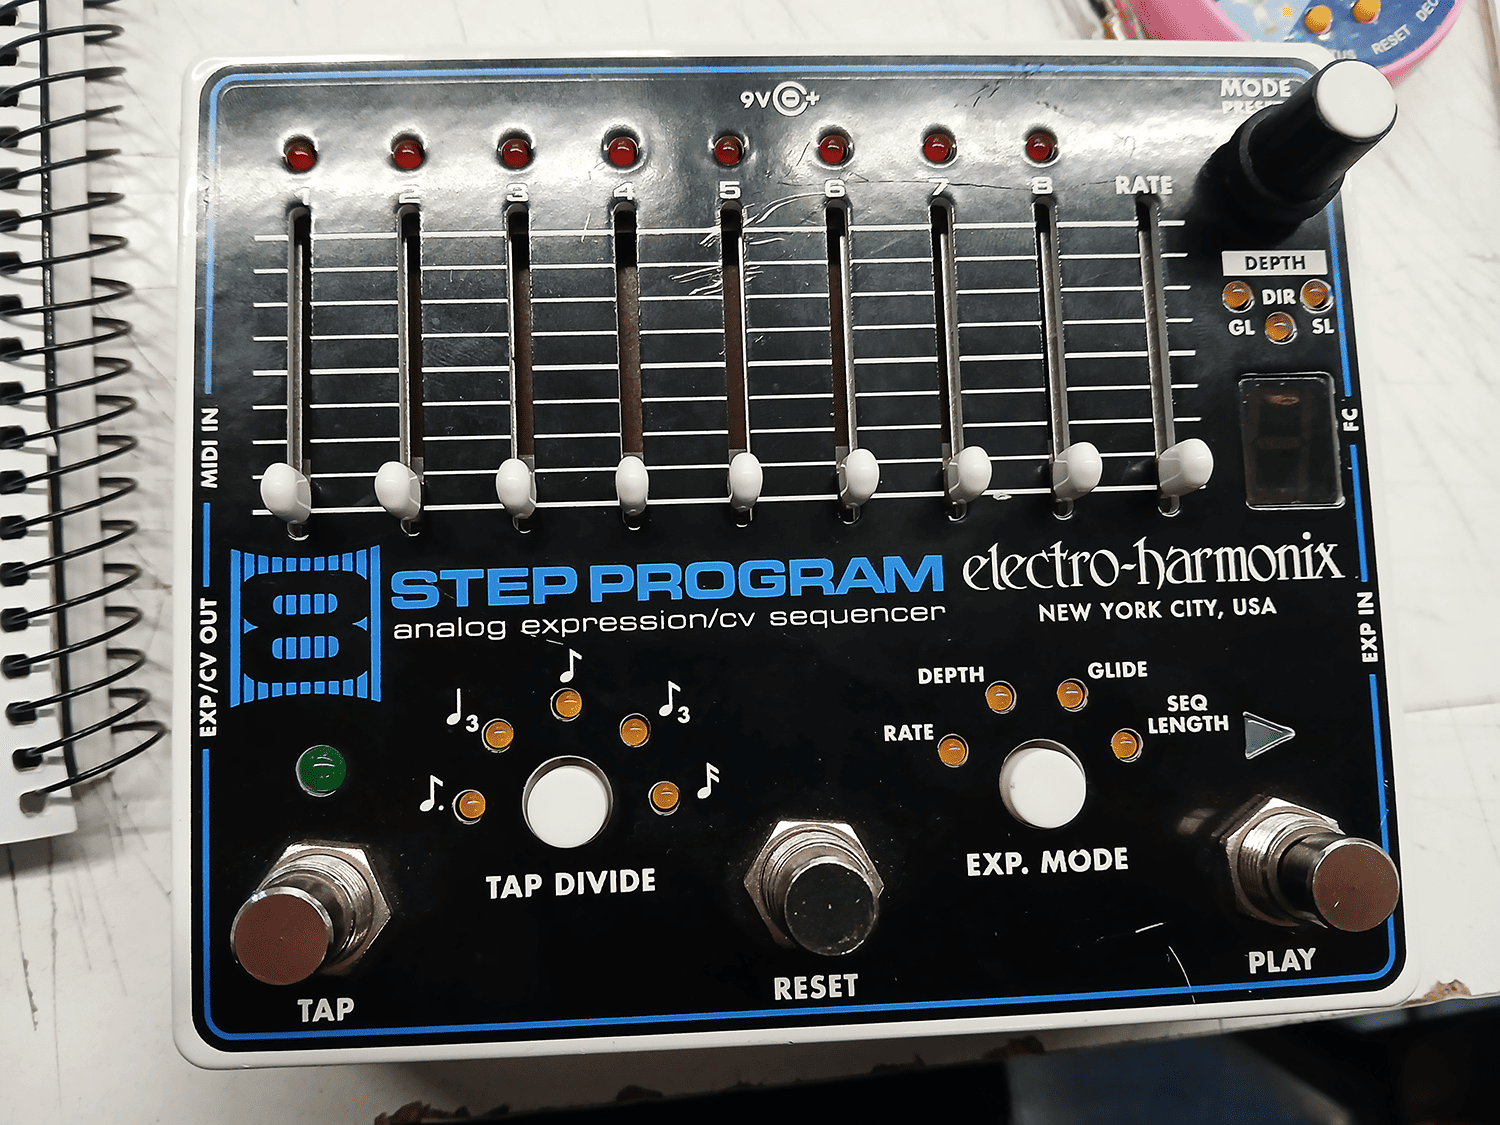 RESET
9V
+
MODE
PRESET
1 2 3 4 5 6 7 8 RATE
DEPTH
DIR
GL SL
MIDI IN
FC
STEP PROGRAM
analog expression/cv sequencer
electro-harmonix
NEW YORK CITY, USA
EXP/CV OUT
EXP IN
8
3
3
DEPTH
GLIDE
RATE
SEQ
LENGTH
TAP DIVIDE
EXP. MODE
TAP
RESET
PLAY